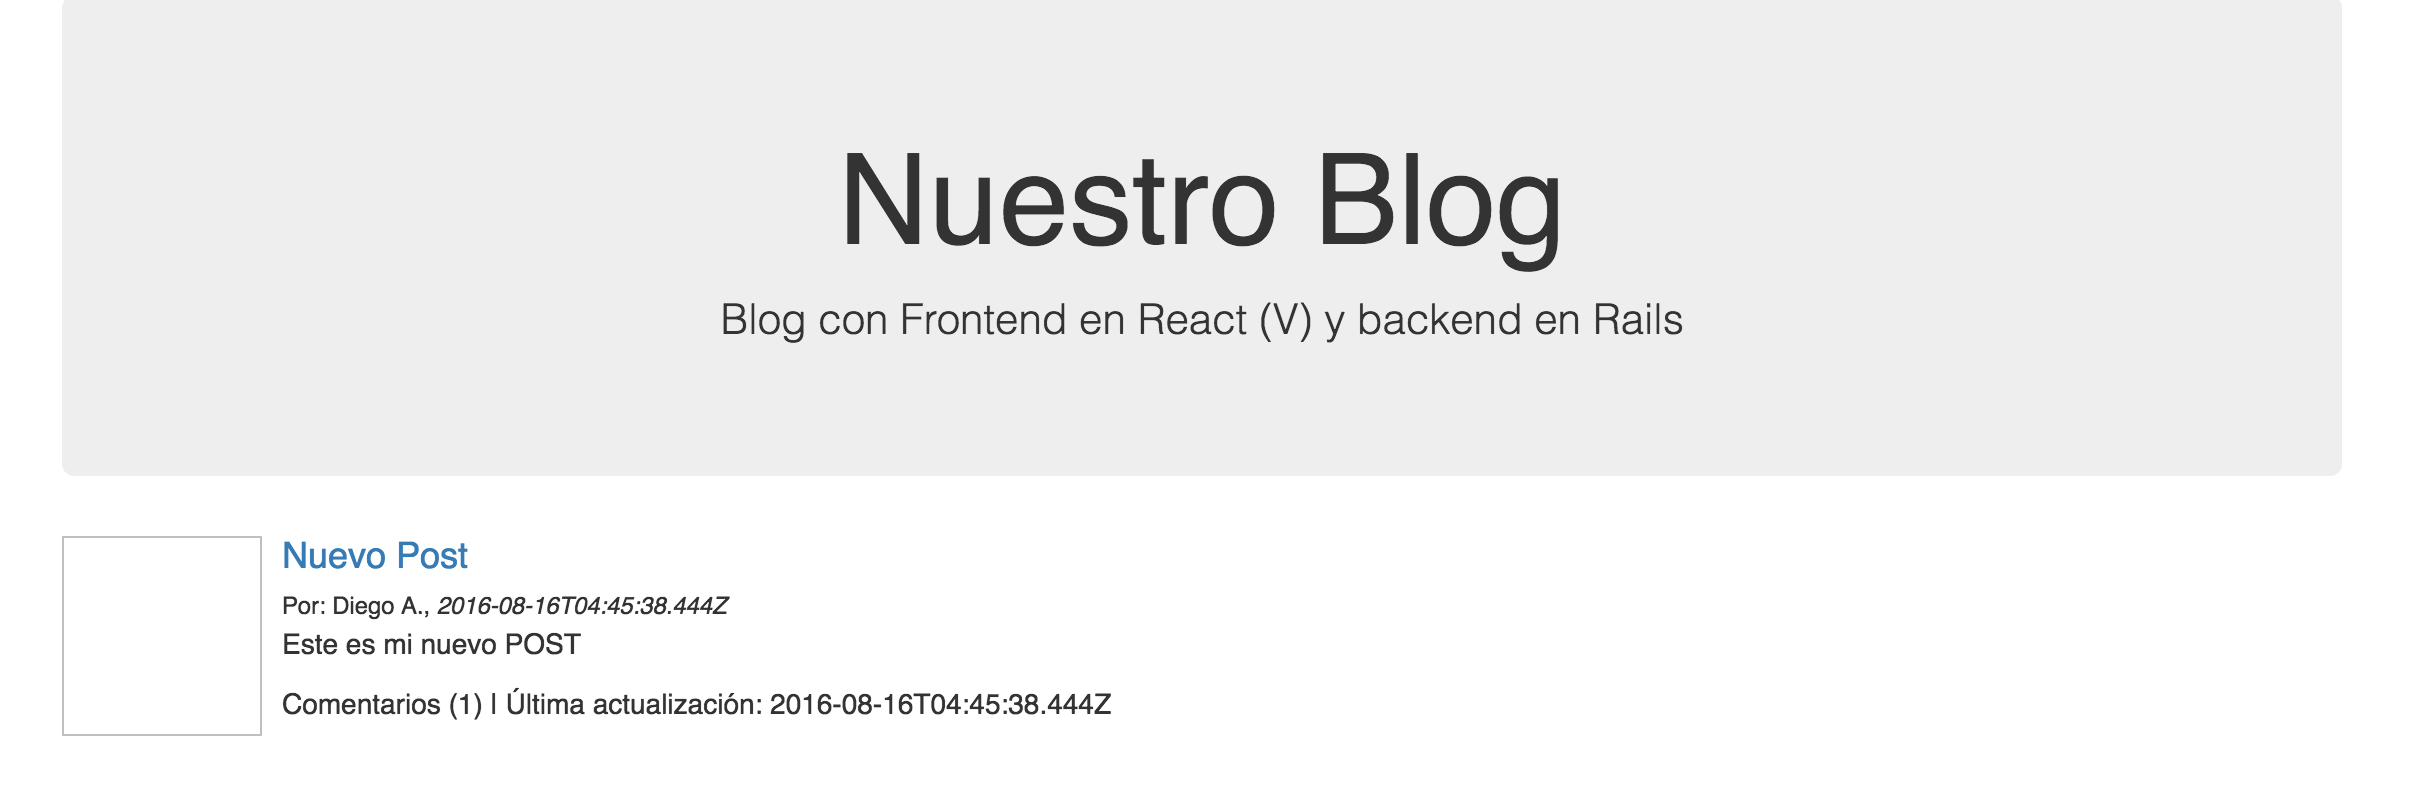 Nuestro Blog
Blog con Frontend en React (V) y backend en Rails
Nuevo Post
Por: Diego A., 2016-08-16T04:45:38.444Z
Este es mi nuevo POST
Comentarios (1) | Última actualización: 2016-08-16T04:45:38.444Z